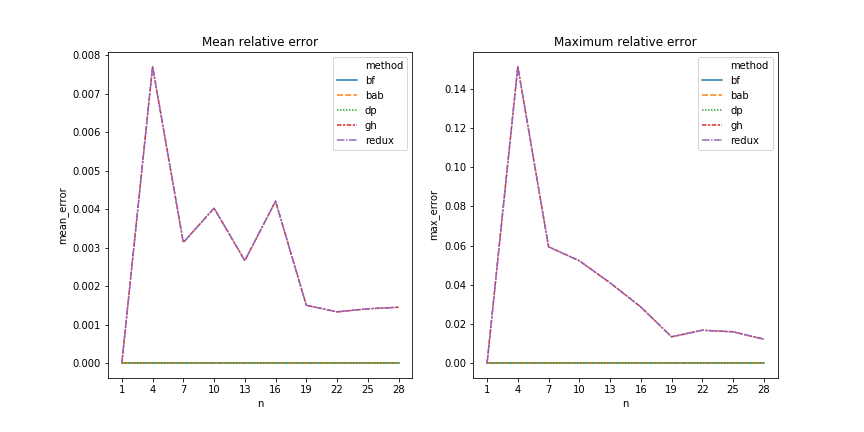 Mean relative error
0.008
0.007
0.006
0.005
0.004
0.003
0.002
0.001
0.000
mean_error
1 4 7 10 13 16 19 22 25 28
n
method
bf
bab
dp
gh
redux
Maximum relative error
0.14
0.12
0.10
0.08
0.06
0.04
0.02
0.00
max_error
1 4 7 10 13 16 19 22 25 28
n
method
bf
bab
dp
gh
redux